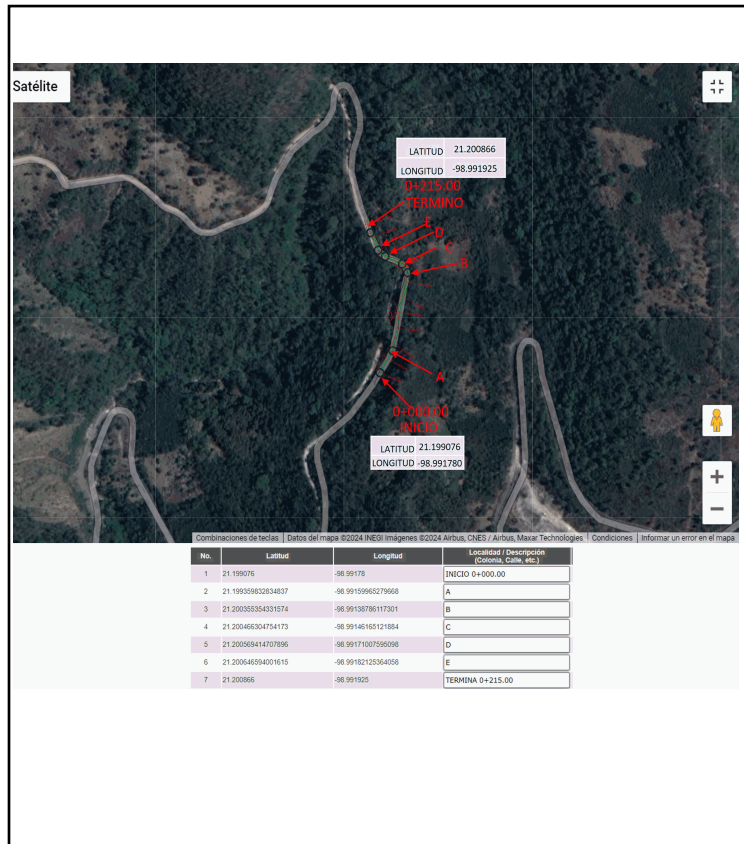 Satélite
LATITUD 21.200866
LONGITUD -98.991925
0+215.00
TERMINO
E
D
C
B
A
0+000.00
INICIO
LATITUD 21.199076
LONGITUD -98.991780
Combinaciones de teclas Datos del mapa ©2024 INEGI Imágenes ©2024 Airbus, CNES / Airbus, Maxar Technologies Condiciones Informar un error en el mapa
No. Latitud Longitud Localidad / Descripción
(Colonia, Calle, etc.)
1 21.199076 -98.99178 INICIO 0+000.00
2 21.199359832834837 -98.99159652796668 A
3 21.200355354331574 -98.99138786117301 B
4 21.200466304754173 -98.99146165121884 C
5 21.200569414707896 -98.99171007595098 D
6 21.200646594001615 -98.99182125364058 E
7 21.200866 -98.991925 TERMINA 0+215.00